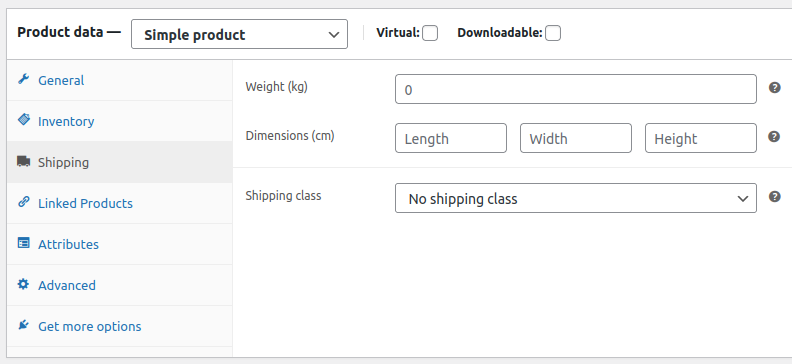 Product data — Simple product Virtual: Downloadable:
General
Inventory
Shipping
Linked Products
Attributes
Advanced
Get more options
Weight (kg) 0
Dimensions (cm) Length Width Height
Shipping class No shipping class